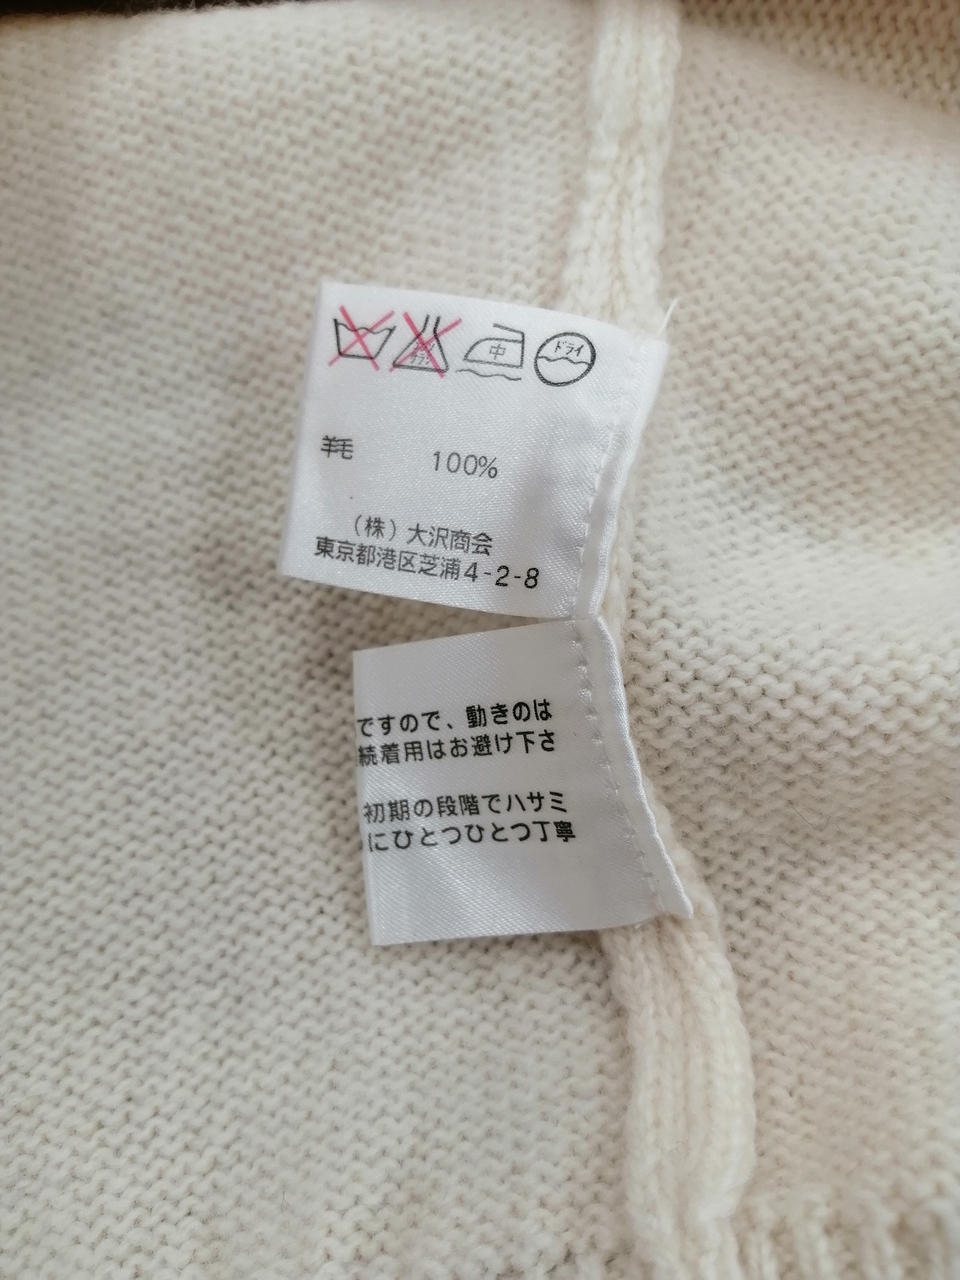 中
ドライ
羊毛 100%
（株）大沢商会
東京都港区芝浦4-2-8
ですので、動きのは
続着用はお避け下さ
初期の段階でハサミ
にひとつひとつ丁寧